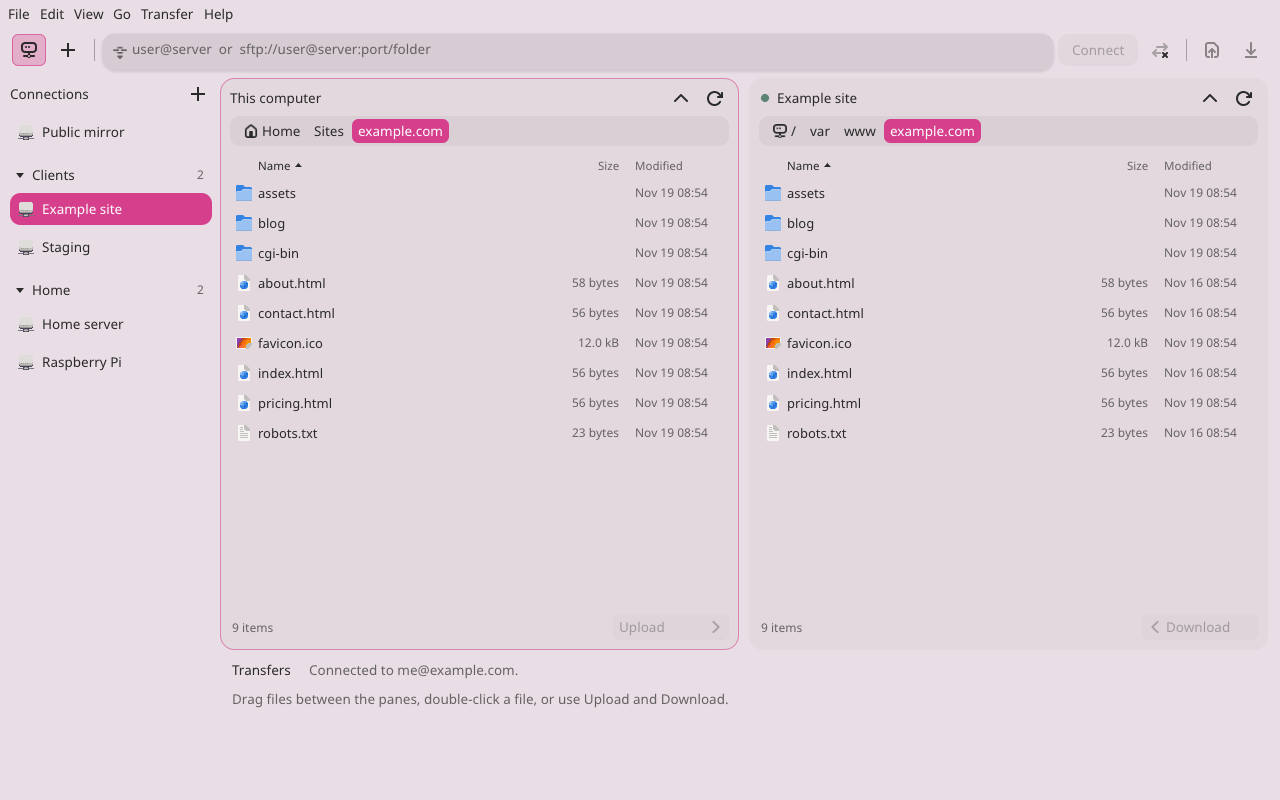 File Edit View Go Transfer Help
user@server or sftp://user@server:port/folder
Connect
Connections
Public mirror
Clients 2
Example site
Staging
Home 2
Home server
Raspberry Pi
This computer
Home Sites example.com
Name Size Modified
assets Nov 19 08:54
blog Nov 19 08:54
cgi-bin Nov 19 08:54
about.html 58 bytes Nov 19 08:54
contact.html 56 bytes Nov 19 08:54
favicon.ico 12.0 kB Nov 19 08:54
index.html 56 bytes Nov 19 08:54
pricing.html 56 bytes Nov 19 08:54
robots.txt 23 bytes Nov 19 08:54
9 items Upload
Example site
/ var www example.com
Name Size Modified
assets Nov 19 08:54
blog Nov 19 08:54
cgi-bin Nov 19 08:54
about.html 58 bytes Nov 16 08:54
contact.html 56 bytes Nov 16 08:54
favicon.ico 12.0 kB Nov 19 08:54
index.html 56 bytes Nov 16 08:54
pricing.html 56 bytes Nov 19 08:54
robots.txt 23 bytes Nov 16 08:54
9 items Download
Transfers Connected to me@example.com.
Drag files between the panes, double-click a file, or use Upload and Download.